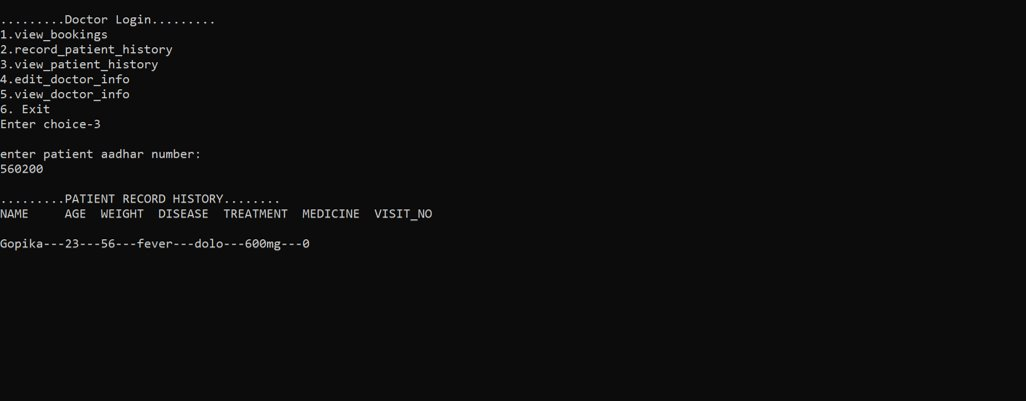 .........Doctor Login.........
1.view_bookings
2.record_patient_history
3.view_patient_history
4.edit_doctor_info
5.view_doctor_info
6. Exit
Enter choice-3
enter patient aadhar number:
560200
.........PATIENT RECORD HISTORY........
NAME     AGE  WEIGHT  DISEASE  TREATMENT  MEDICINE  VISIT_NO
Gopika---23---56---fever---dolo---600mg---0